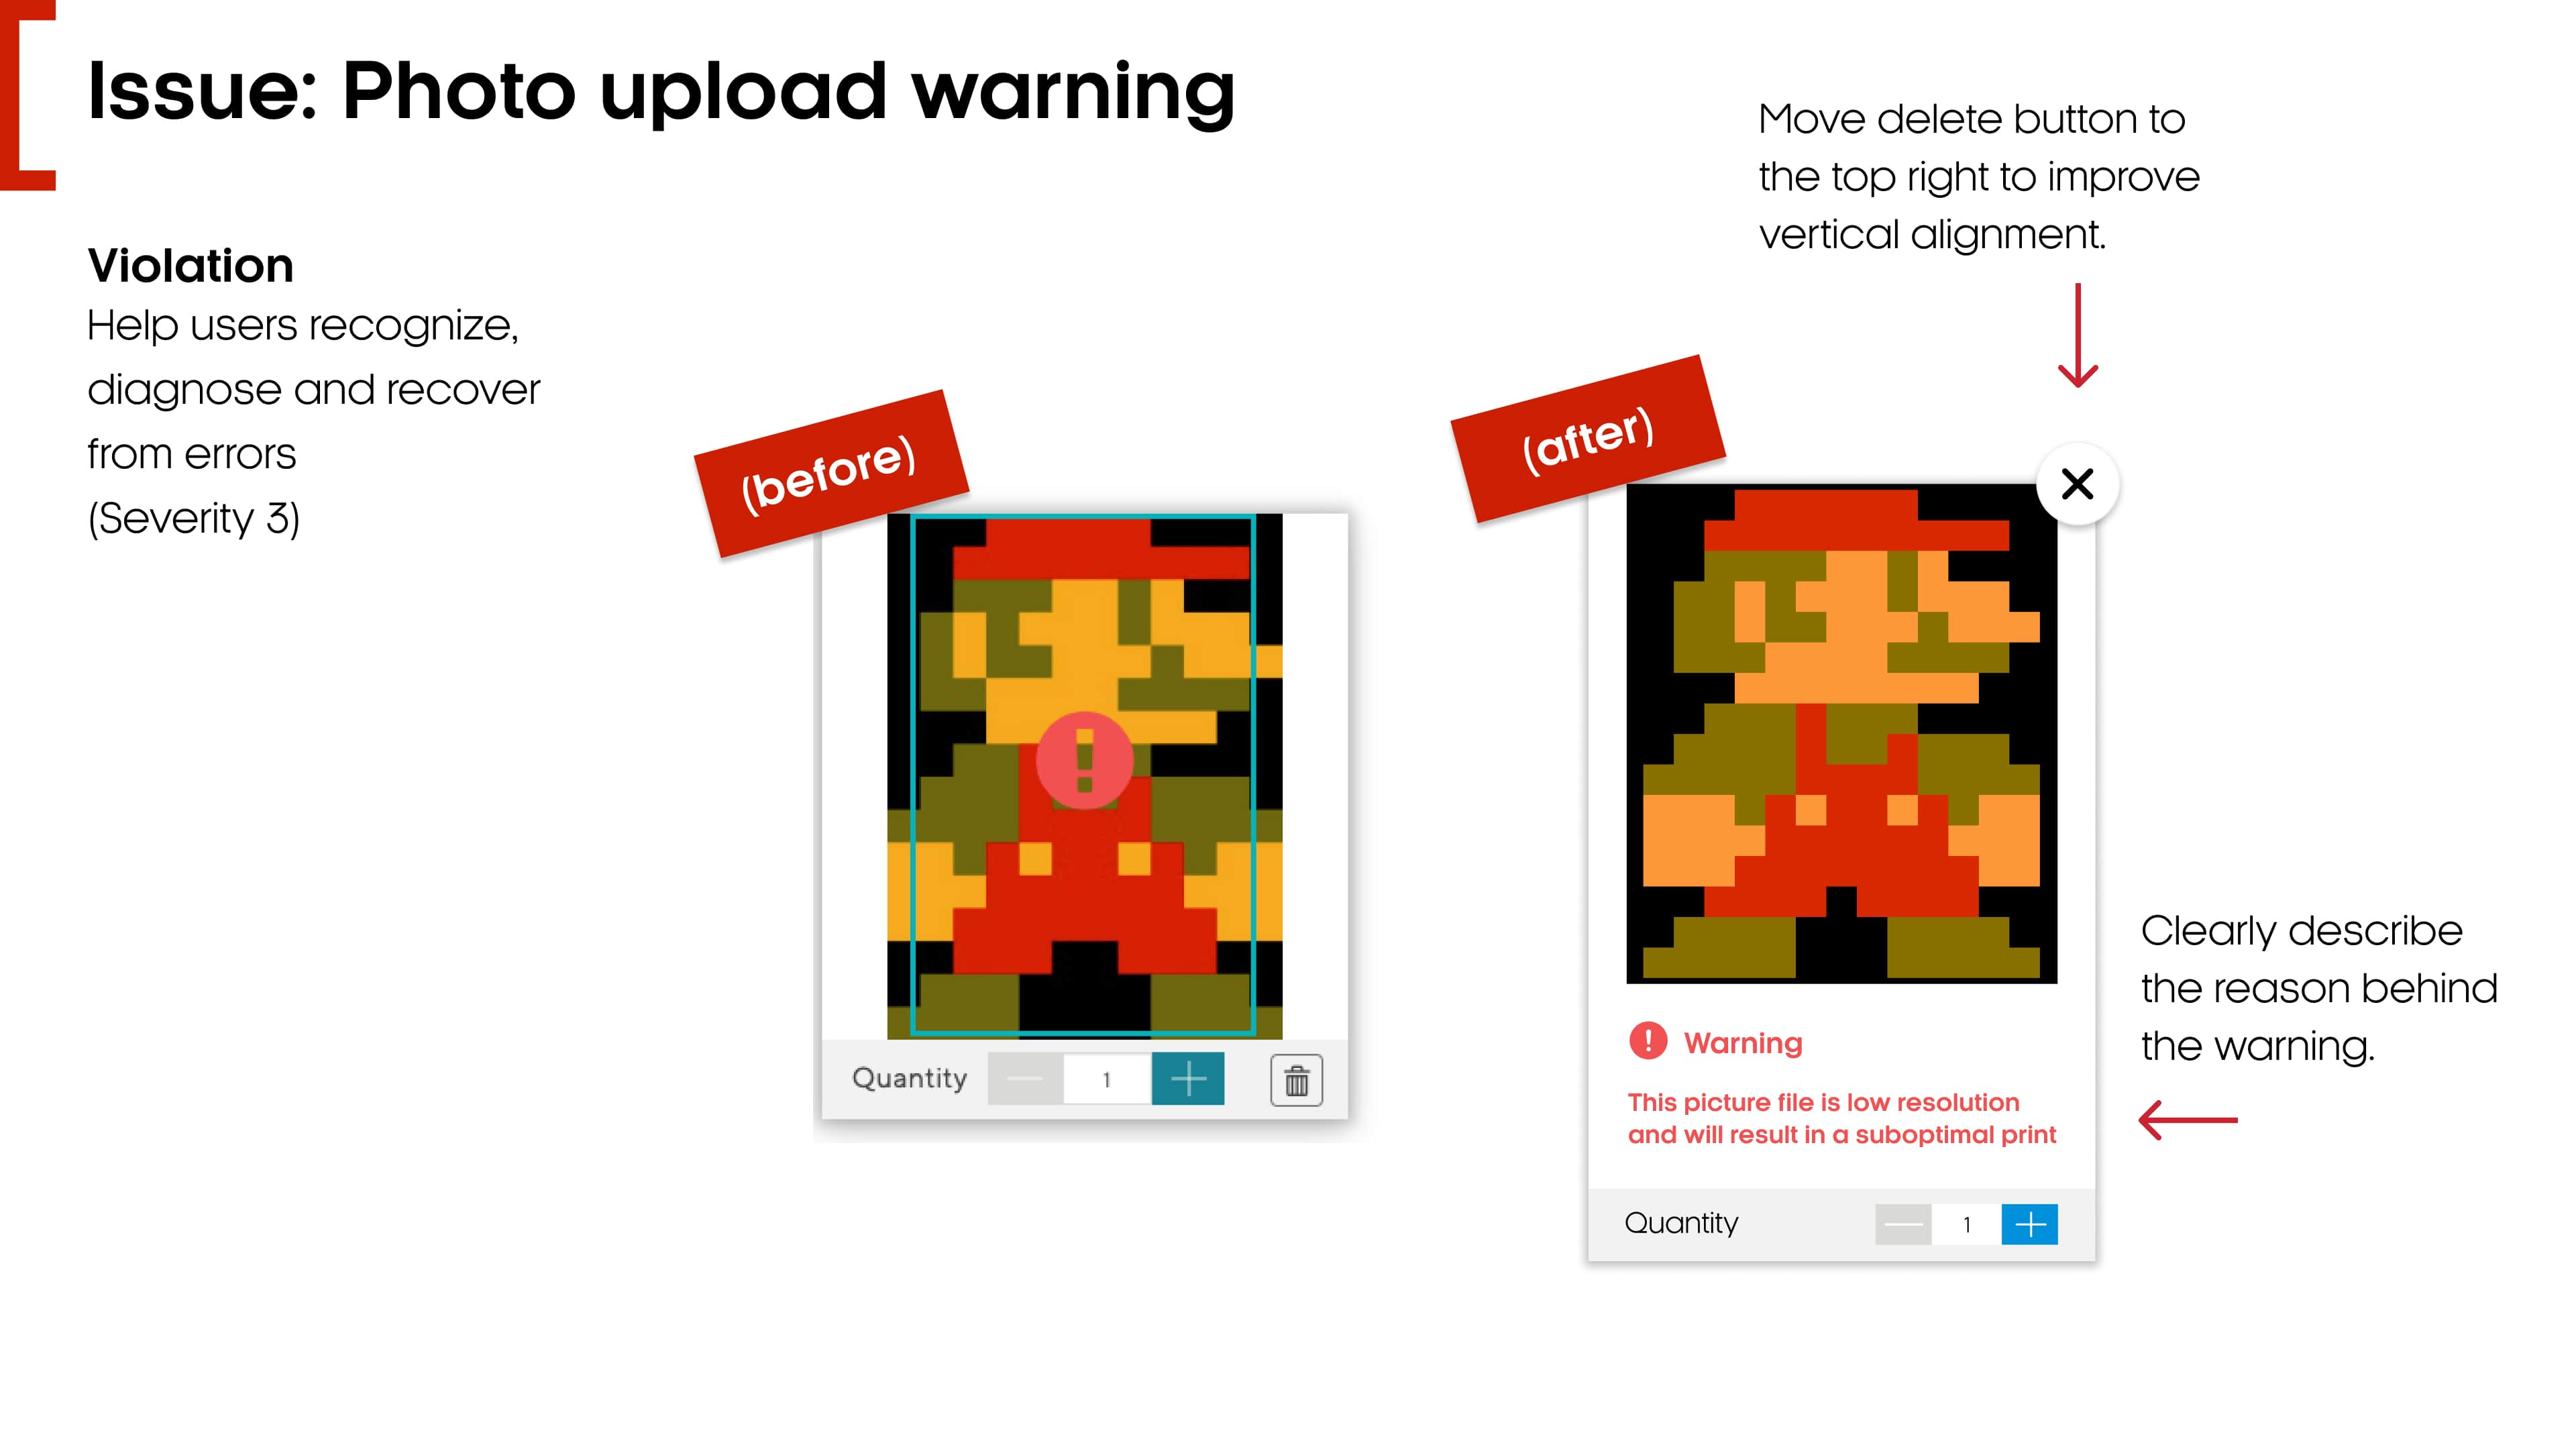 Issue: Photo upload warning
Violation
Help users recognize,
diagnose and recover
from errors
(Severity 3)
(before)
Quantity
1
Move delete button to
the top right to improve
vertical alignment.
(after)
Warning
This picture file is low resolution
and will result in a suboptimal print
Quantity
1
Clearly describe
the reason behind
the warning.